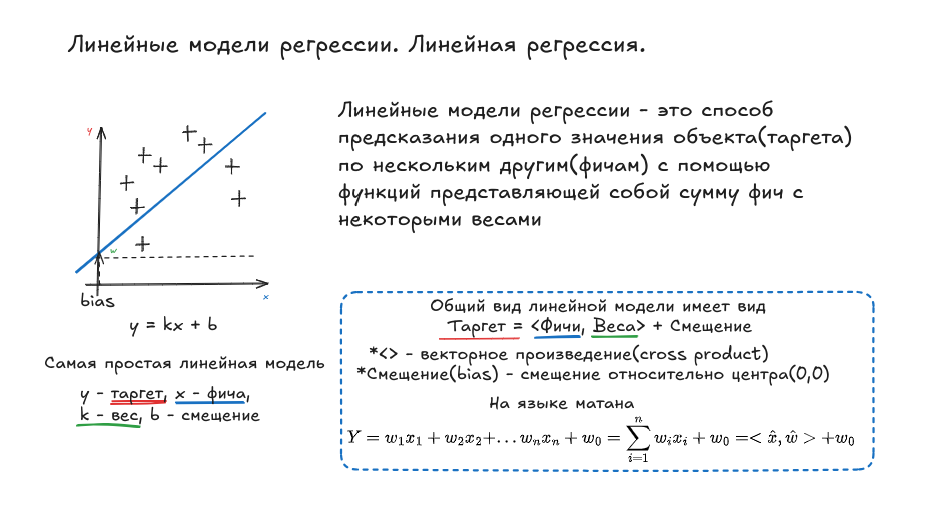 Линейные модели регрессии. Линейная регрессия.
y
w
x
bias
y = kx + b
Самая простая линейная модель
y - таргет, x - фича,
k - вес, b - смещение
Линейные модели регрессии - это способ
предсказания одного значения объекта(таргета)
по нескольким другим(фичам) с помощью
функций представляющей собой сумму фич с
некоторыми весами
Общий вид линейной модели имеет вид
Таргет = <Фичи, Веса> + Смещение
*<> - векторное произведение(cross product)
*Смещение(bias) - смещение относительно центра(0,0)
На языке матана
$Y = w_1x_1 + w_2x_2 + \ldots w_nx_n + w_0 = \sum_{i=1}^{n} w_ix_i + w_0 = <\hat{x}, \hat{w}> + w_0$